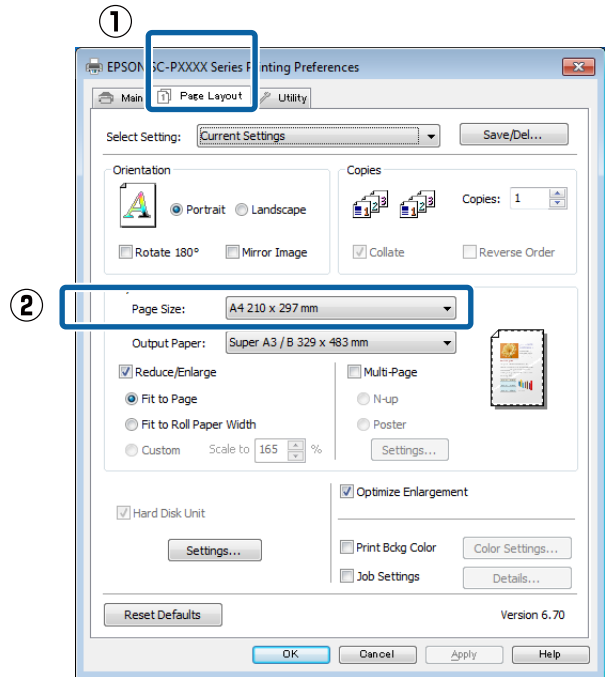 ①
EPSON SC-PXXXX Series Printing Preferences
Main Page Layout Utility
Select Setting: Current Settings Save/Del...
Orientation
Portrait Landscape
Rotate 180° Mirror Image
Copies
Copies: 1
Collate Reverse Order
②
Page Size: A4 210 x 297 mm
Output Paper: Super A3 / B 329 x 483 mm
Reduce/Enlarge
Fit to Page
Fit to Roll Paper Width
Custom Scale to 165 %
Multi-Page
N-up
Poster
Settings...
Hard Disk Unit
Settings...
Optimize Enlargement
Print Bckg Color Color Settings...
Job Settings Details...
Reset Defaults Version 6.70
OK Cancel Apply Help